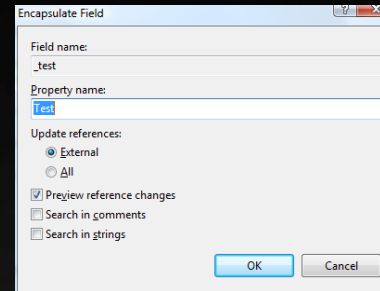 Encapsulate Field
Field name:
_test
Property name:
Test
Update references:
External
All
Preview reference changes
Search in comments
Search in strings
OK Cancel